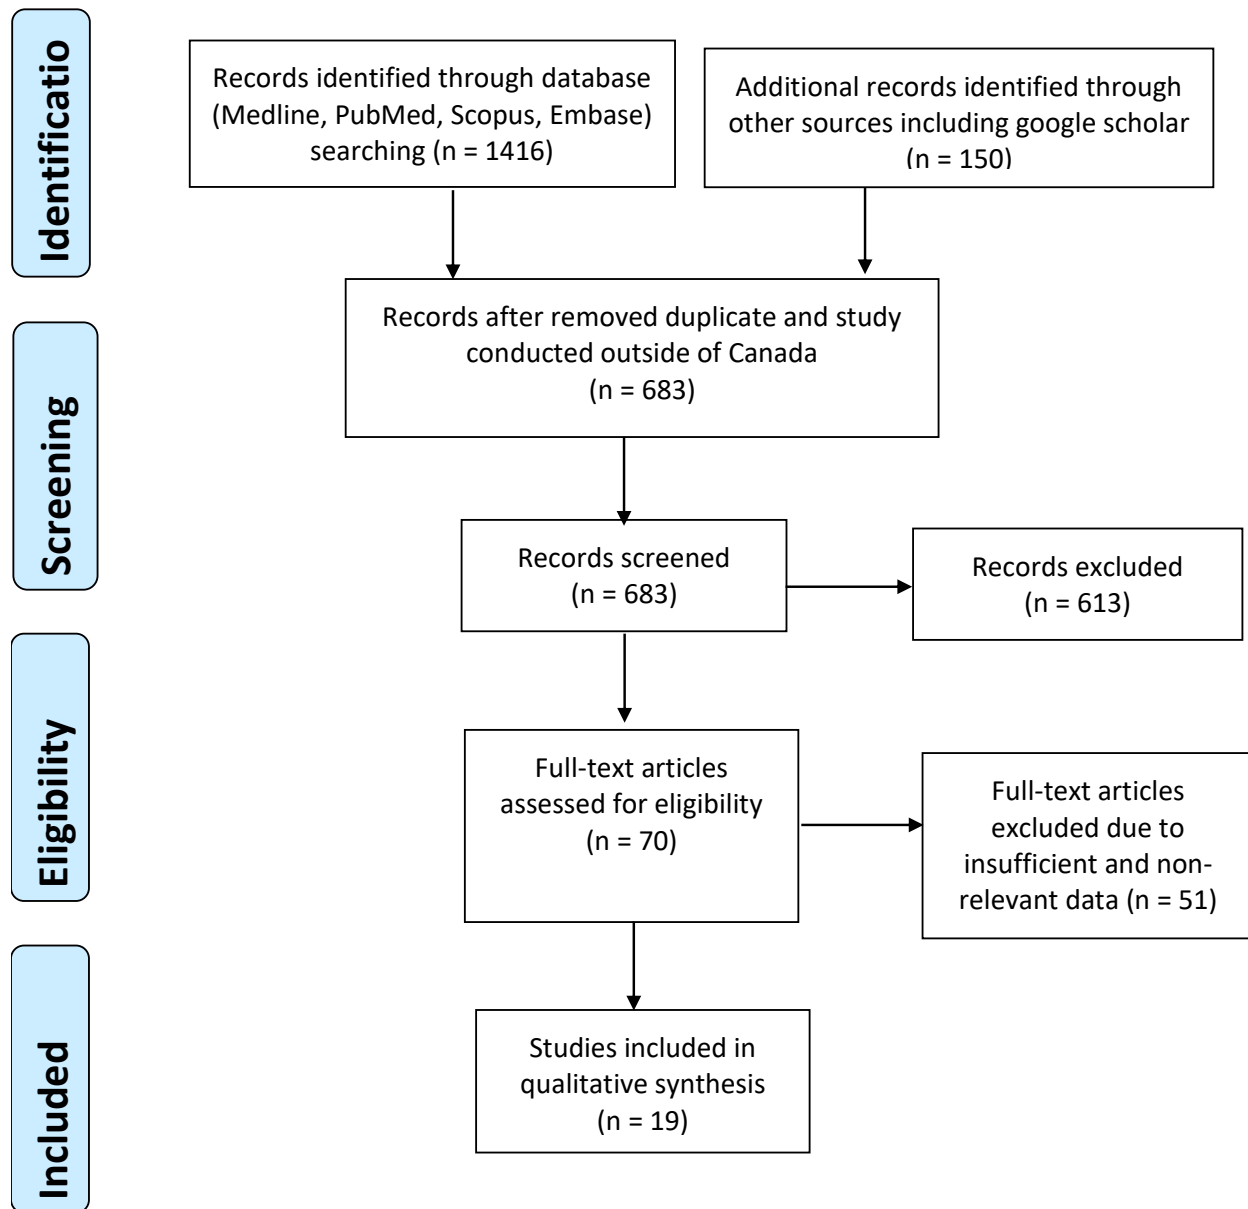 Identificatio
Records identified through database
(Medline, PubMed, Scopus, Embase)
searching (n = 1416)
Additional records identified through
other sources including google scholar
(n = 150)
Records after removed duplicate and study
conducted outside of Canada
(n = 683)
Screening
Records screened
(n = 683)
Records excluded
(n = 613)
Eligibility
Full-text articles
assessed for eligibility
(n = 70)
Full-text articles
excluded due to
insufficient and non-
relevant data (n = 51)
Included
Studies included in
qualitative synthesis
(n = 19)